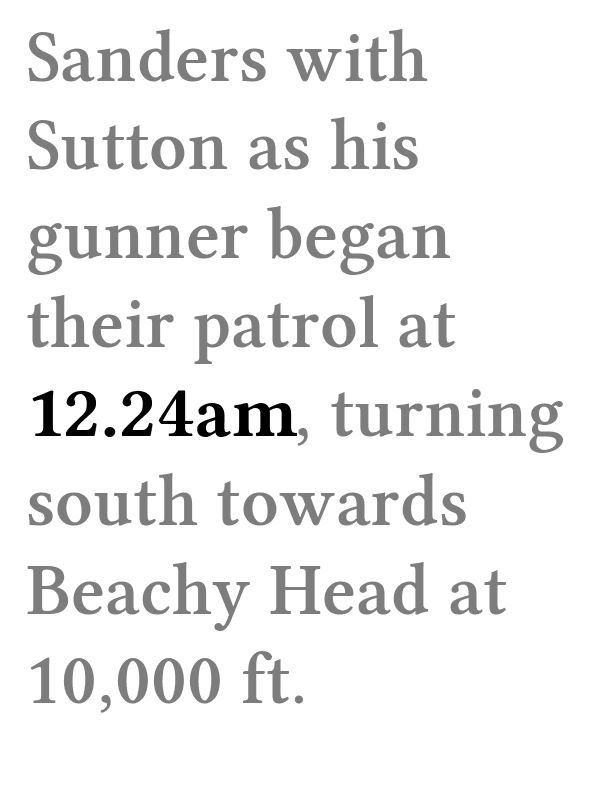 Sanders with
Sutton as his
gunner began
their patrol at
12.24am, turning
south towards
Beachy Head at
10,000 ft.